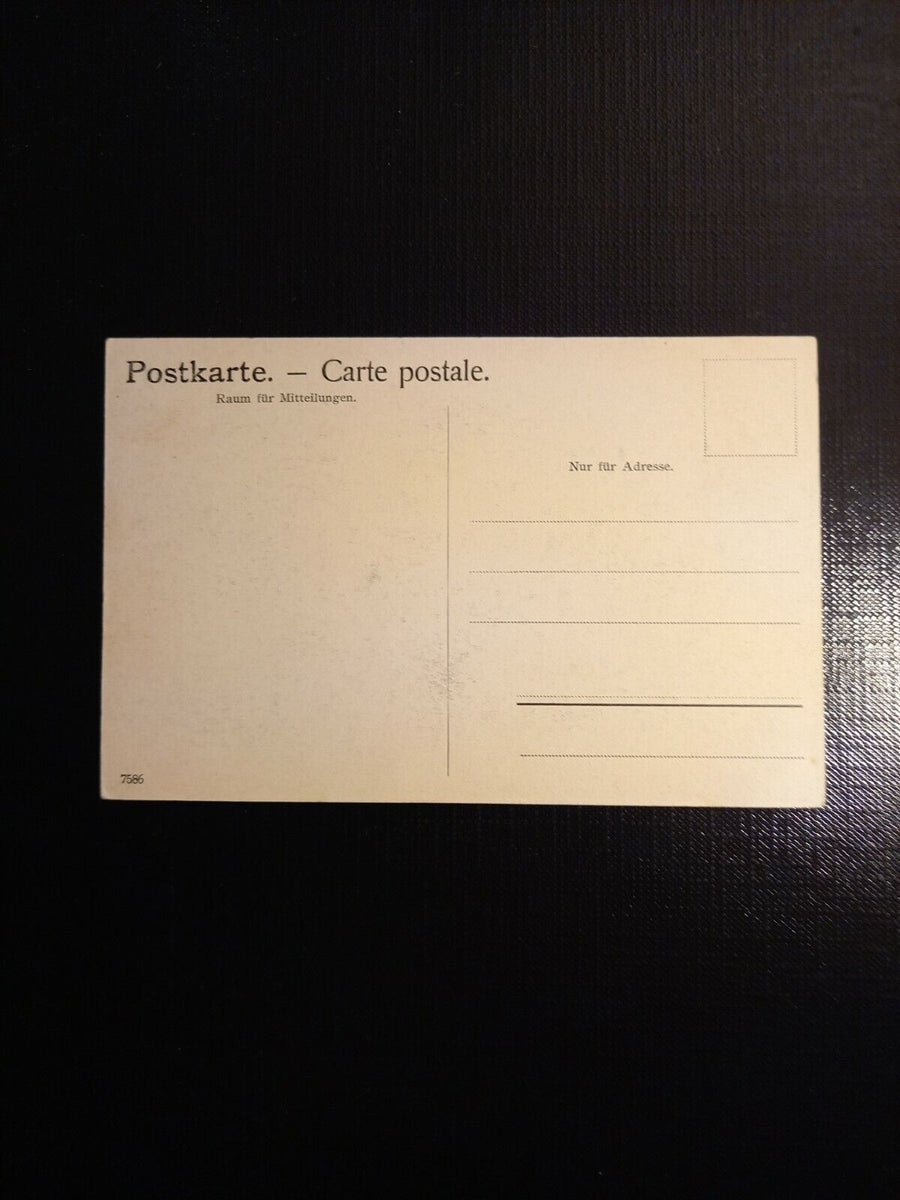 Postkarte. — Carte postale.
Raum für Mitteilungen.
Nur für Adresse.
7586